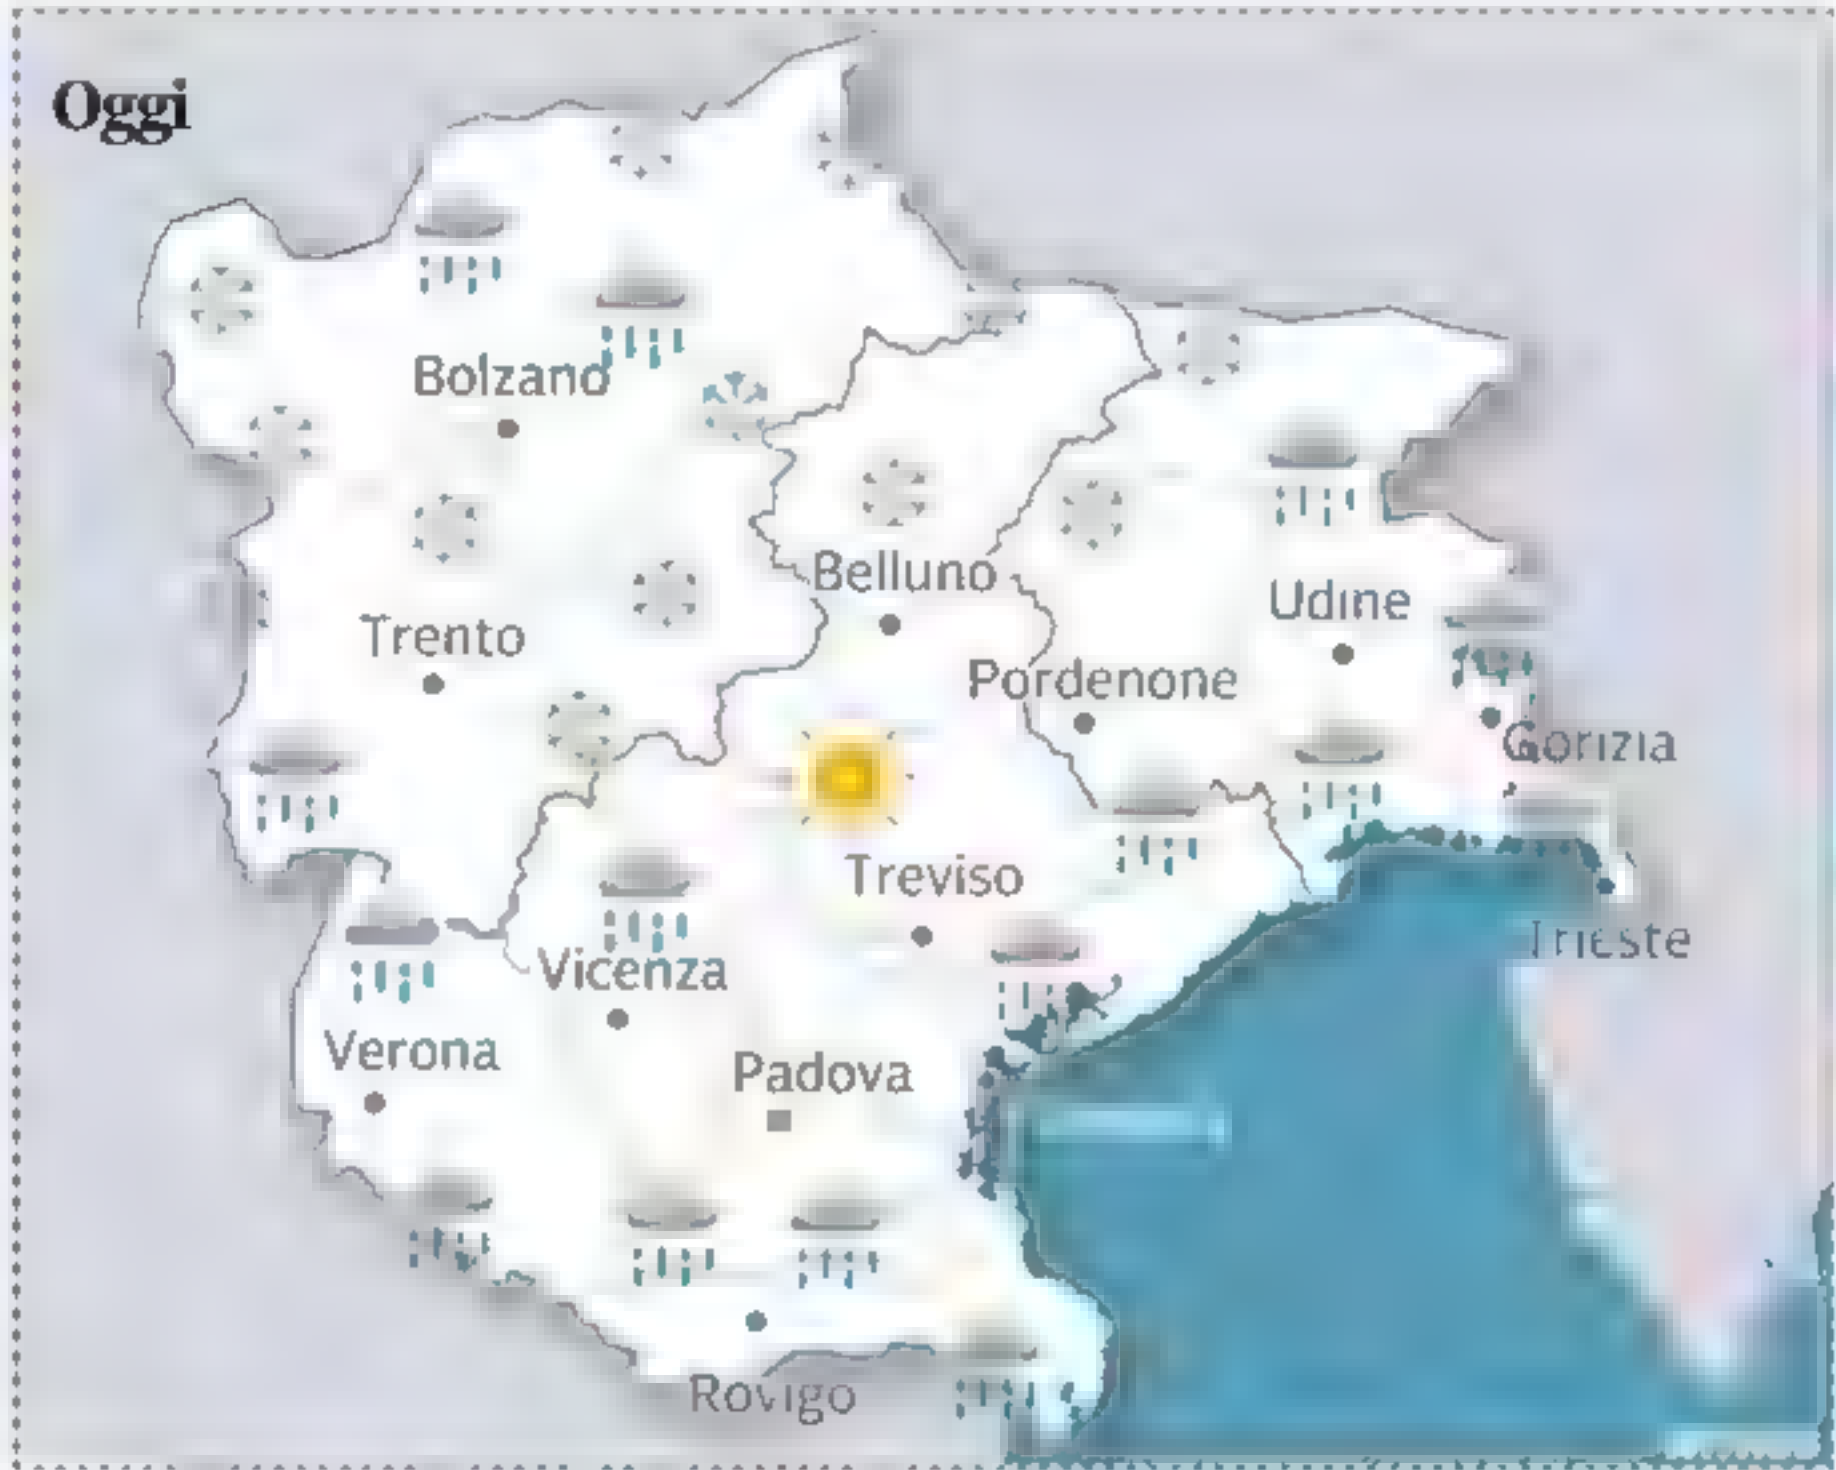 Oggi
Bolzano
Belluno
Udine
Trento
Pordenone
Gorizia
Treviso
Trieste
Vicenza
Verona
Padova
Rovigo